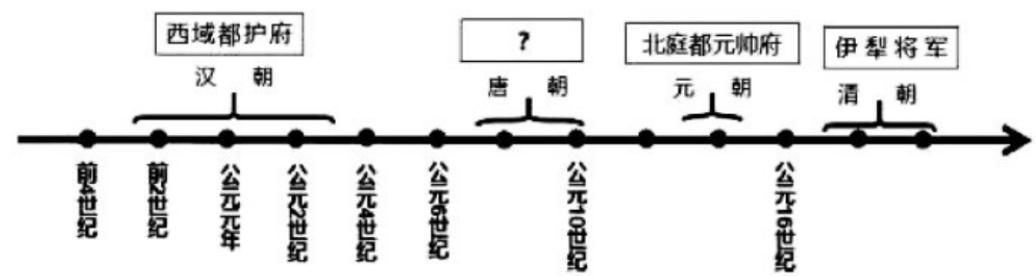 西域都护府
汉 朝
?
唐 朝
北庭都元帅府
元 朝
伊犁将军
清 朝
前4世纪
前2世纪
公元元年
公元2世纪
公元4世纪
公元6世纪
公元10世纪
公元16世纪